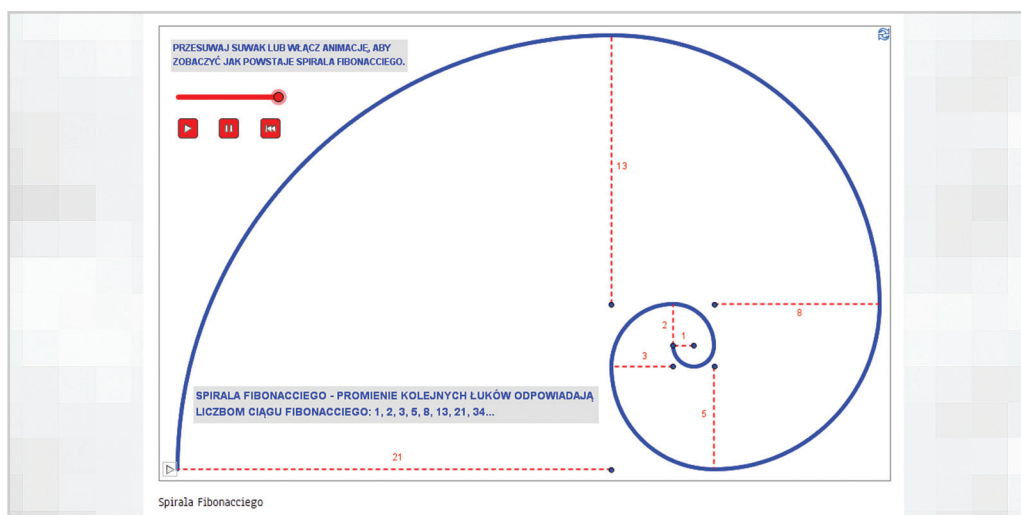 PRZESUWAJ SUWAK LUB WŁĄCZ ANIMACJĘ, ABY
ZOBACZYĆ JAK POWSTAJE SPIRALA FIBONACCIEGO.
13
8
2
1
3
5
SPIRALA FIBONACCIEGO - PROMIENIE KOLEJNYCH ŁUKÓW ODPOWIADAJĄ
LICZBOM CIĄGU FIBONACCIEGO: 1, 2, 3, 5, 8, 13, 21, 34...
21
Spirala Fibonacciego